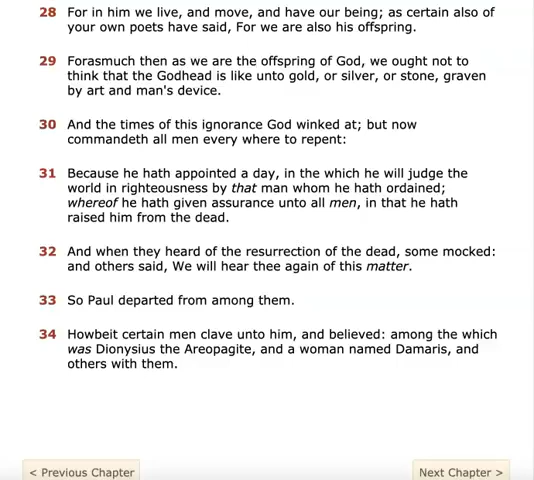 28 For in him we live, and move, and have our being; as certain also of
your own poets have said, For we are also his offspring.
29 Forasmuch then as we are the offspring of God, we ought not to
think that the Godhead is like unto gold, or silver, or stone, graven
by art and man's device.
30 And the times of this ignorance God winked at; but now
commandeth all men every where to repent:
31 Because he hath appointed a day, in the which he will judge the
world in righteousness by that man whom he hath ordained;
whereof he hath given assurance unto all men, in that he hath
raised him from the dead.
32 And when they heard of the resurrection of the dead, some mocked:
and others said, We will hear thee again of this matter.
33 So Paul departed from among them.
34 Howbeit certain men clave unto him, and believed: among the which
was Dionysius the Areopagite, and a woman named Damaris, and
others with them.
< Previous Chapter
Next Chapter >